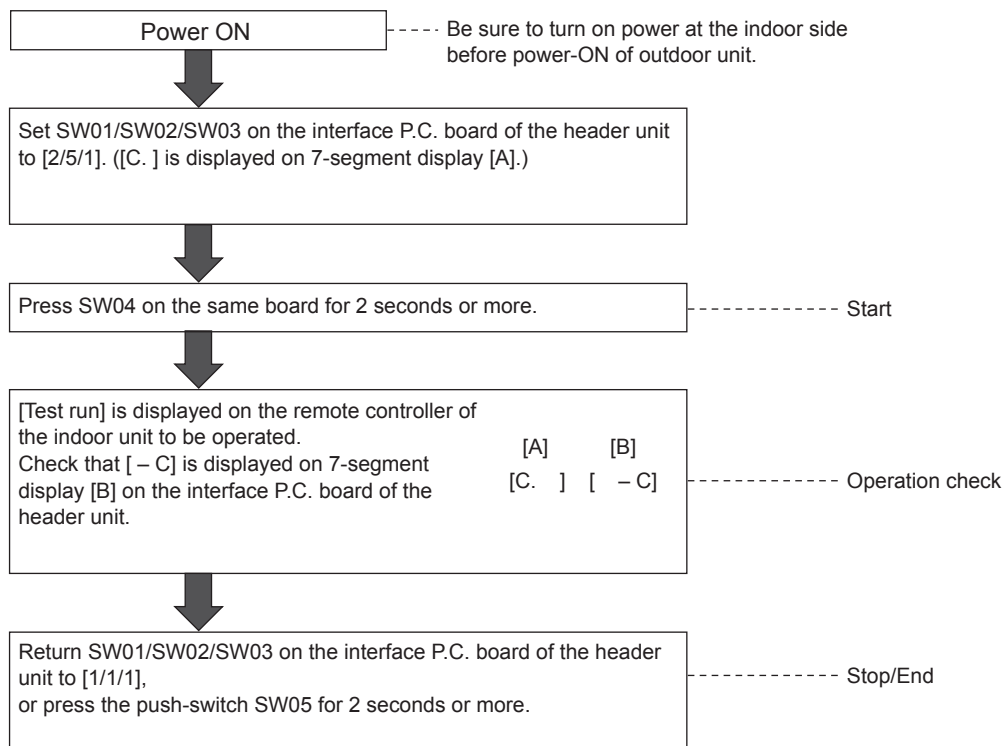 Power ON
Be sure to turn on power at the indoor side
before power-ON of outdoor unit.
Set SW01/SW02/SW03 on the interface P.C. board of the header unit
to [2/5/1]. ([C. ] is displayed on 7-segment display [A].)
Press SW04 on the same board for 2 seconds or more.
Start
[Test run] is displayed on the remote controller of
the indoor unit to be operated.
Check that [ – C] is displayed on 7-segment
display [B] on the interface P.C. board of the
header unit.
[A] [B]
[C. ] [ – C]
Operation check
Return SW01/SW02/SW03 on the interface P.C. board of the header
unit to [1/1/1],
or press the push-switch SW05 for 2 seconds or more.
Stop/End